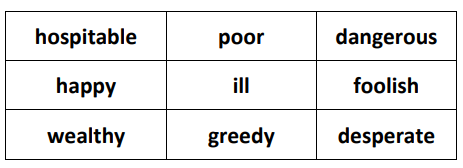 hospitable poor dangerous
happy ill foolish
wealthy greedy desperate